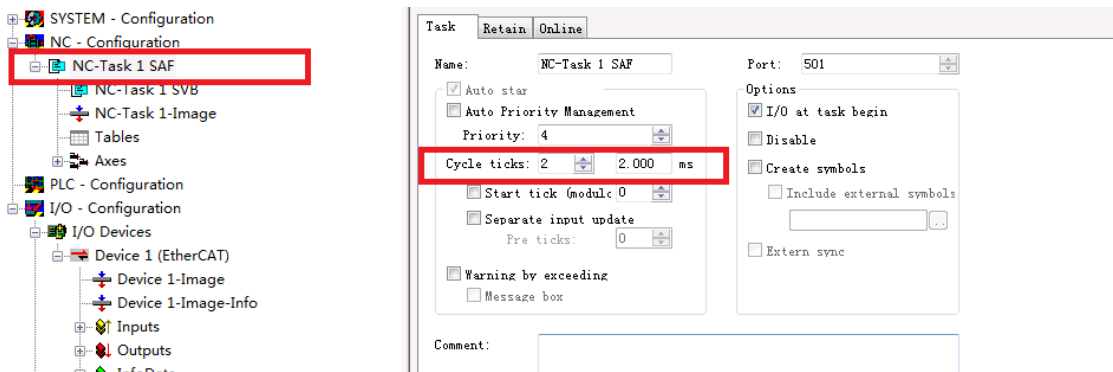 SYSTEM - Configuration
NC - Configuration
NC-Task 1 SAF
NC-Task 1 SVB
NC-Task 1-Image
Tables
Axes
PLC - Configuration
I/O - Configuration
I/O Devices
Device 1 (EtherCAT)
Device 1-Image
Device 1-Image-Info
Inputs
Outputs
Task Retain Online
Name: NC-Task 1 SAF Port: 501
Auto star
Options
Auto Priority Management
I/O at task begin
Priority: 4
Disable
Cycle ticks: 2 2.000 ms
Create symbols
Start tick (modulc 0
Include external symbols
Separate input update
Pre ticks: 0
..
Extern sync
Warning by exceeding
Message box
Comment: